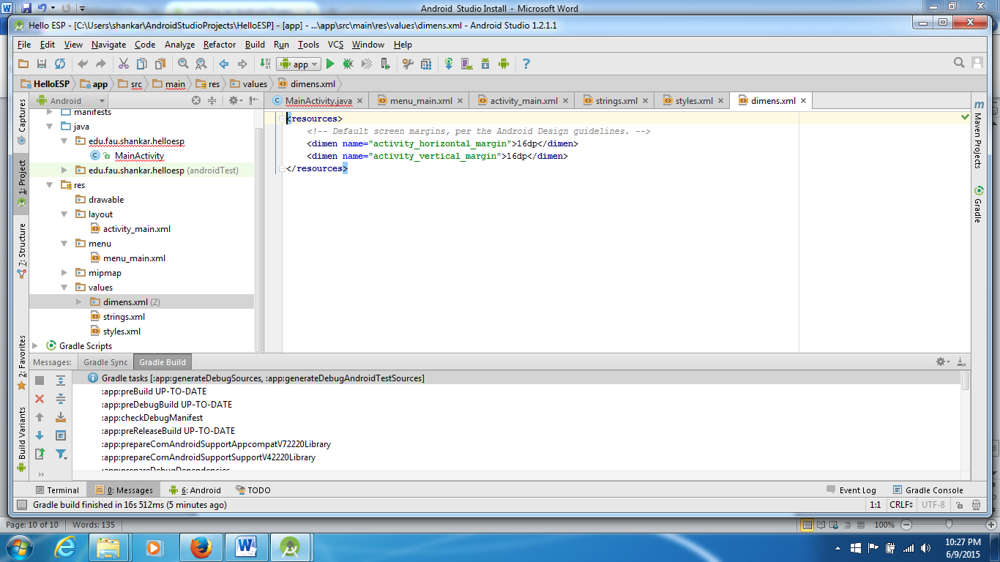 Android Studio Install - Microsoft Word
Hello ESP - [C:\Users\shankar\AndroidStudioProjects\HelloESP] - [app] - ...\app\src\main\res\values\dimens.xml - Android Studio 1.2.1.1
File Edit View Navigate Code Analyze Refactor Build Run Tools VCS Window Help
app
HelloESP app src main res values dimens.xml
Android
MainActivity.java menu_main.xml activity_main.xml strings.xml styles.xml dimens.xml
Captures
1: Project
7: Structure
2: Favorites
Build Variants
manifests
java
edu.fau.shankar.helloesp
MainActivity
edu.fau.shankar.helloesp (androidTest)
res
drawable
layout
activity_main.xml
menu
menu_main.xml
mipmap
values
dimens.xml (2)
strings.xml
styles.xml
Gradle Scripts
<resources>
<!-- Default screen margins, per the Android Design guidelines. -->
<dimen name="activity_horizontal_margin">16dp</dimen>
<dimen name="activity_vertical_margin">16dp</dimen>
</resources>
Maven Projects
Gradle
Messages: Gradle Sync Gradle Build
Gradle tasks [:app:generateDebugSources, :app:generateDebugAndroidTestSources]
:app:preBuild UP-TO-DATE
:app:preDebugBuild UP-TO-DATE
:app:checkDebugManifest
:app:preReleaseBuild UP-TO-DATE
:app:prepareComAndroidSupportAppcompatV72220Library
:app:prepareComAndroidSupportSupportV42220Library
:app:prepareDebugDependencies
Terminal 0: Messages 6: Android TODO Event Log Gradle Console
Gradle build finished in 16s 512ms (5 minutes ago) 1:1 CRLF UTF-8
Page: 10 of 10 Words: 135 100%
10:27 PM
6/9/2015